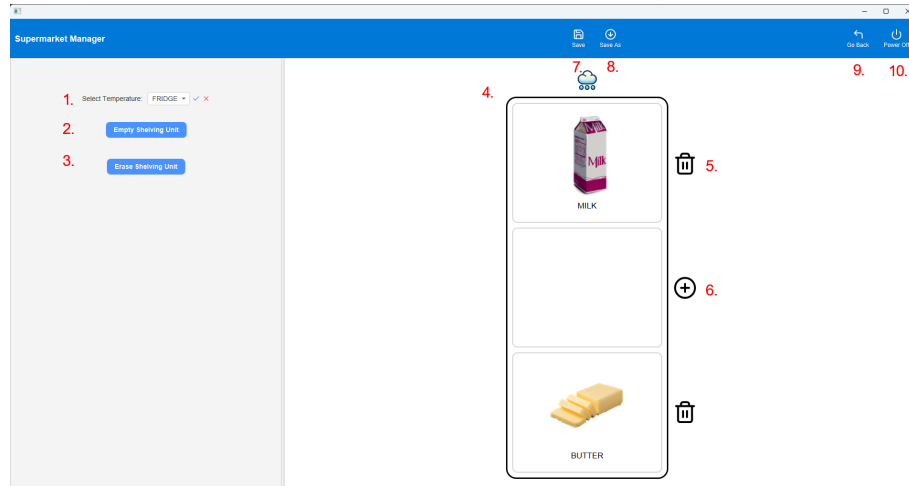 Supermarket Manager
Save
Save As
Go Back
Power Off
7.
8.
9.
10.
4.
1.
Select Temperature:
FRIDGE
2.
Empty Shelving Unit
3.
Erase Shelving Unit
Milk
Milk
5.
MILK
6.
BUTTER